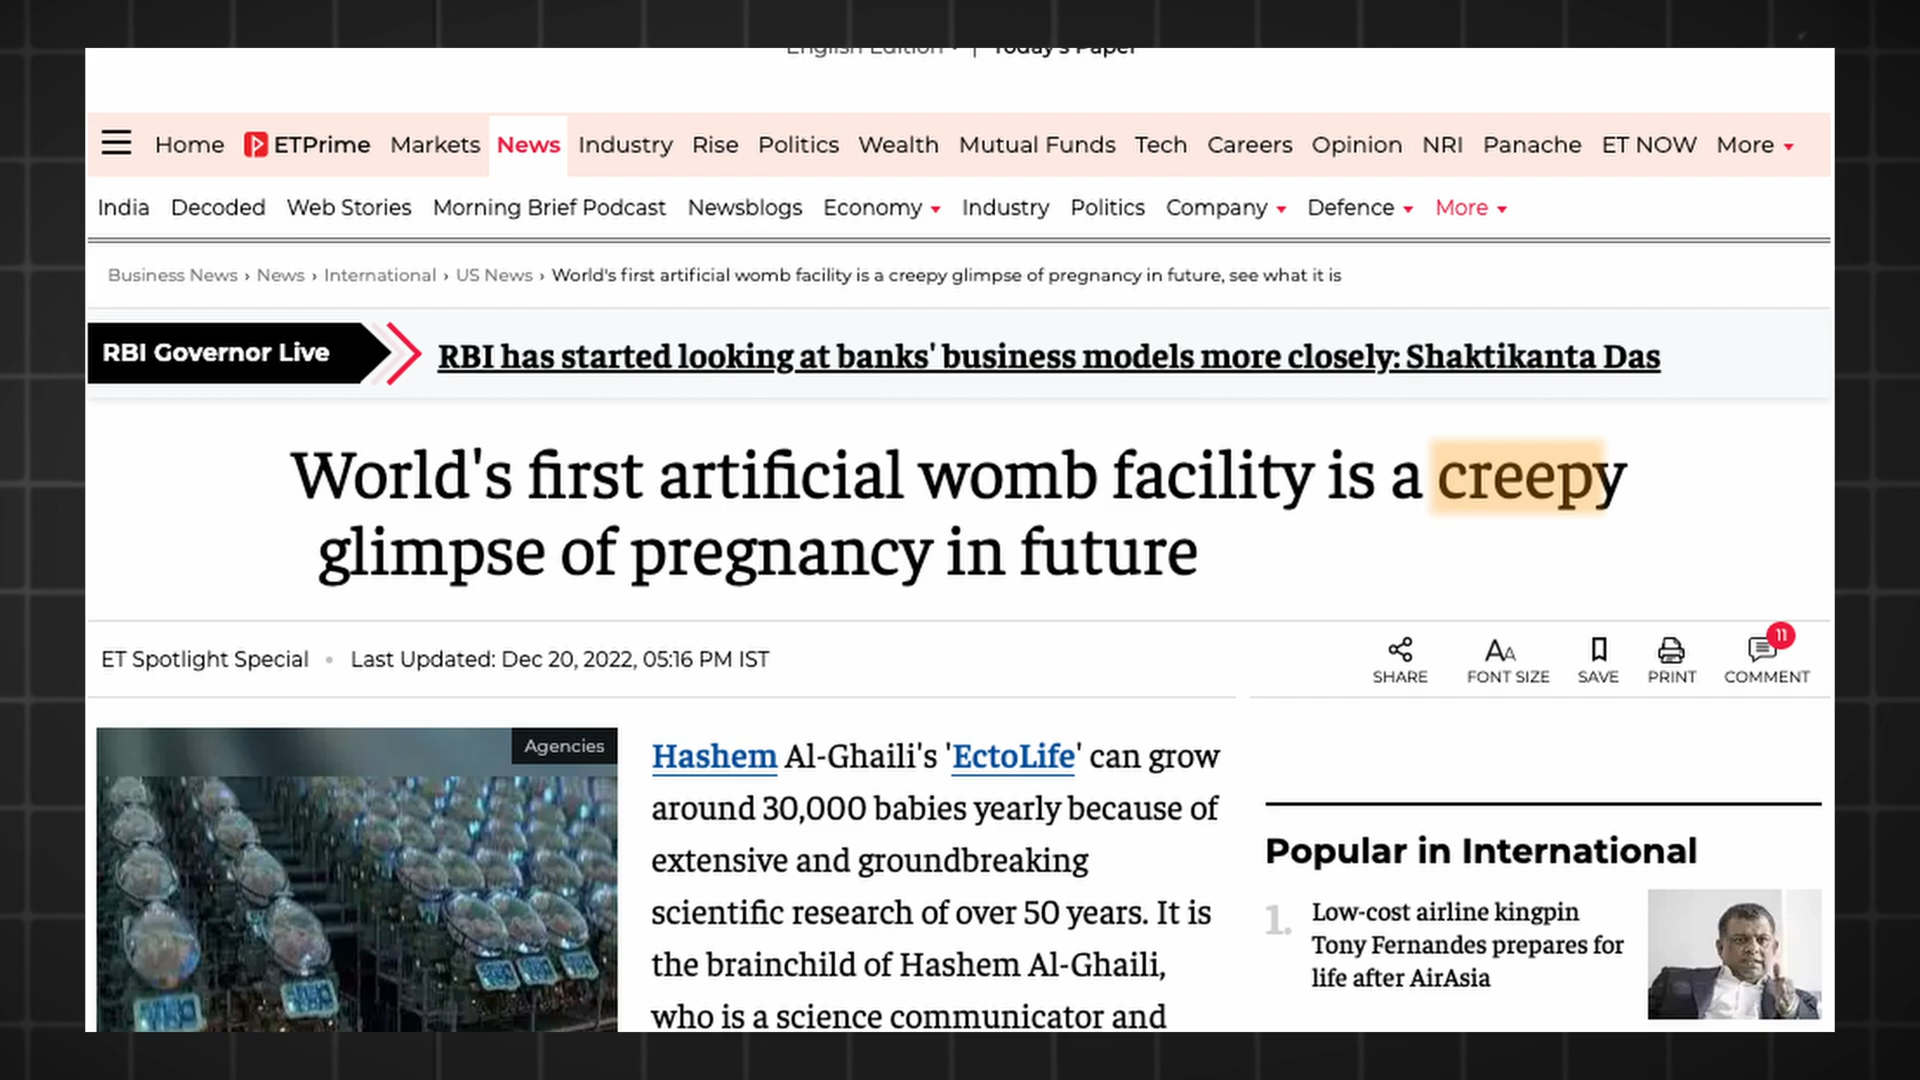 English Edition | Today's Paper
Home ETPrime Markets News Industry Rise Politics Wealth Mutual Funds Tech Careers Opinion NRI Panache ET NOW More
India Decoded Web Stories Morning Brief Podcast Newsblogs Economy Industry Politics Company Defence More
Business News › News › International › US News › World's first artificial womb facility is a creepy glimpse of pregnancy in future, see what it is
RBI Governor Live RBI has started looking at banks' business models more closely: Shaktikanta Das
World's first artificial womb facility is a creepy
glimpse of pregnancy in future
ET Spotlight Special • Last Updated: Dec 20, 2022, 05:16 PM IST
SHARE
AA FONT SIZE
SAVE
PRINT
11
COMMENT
Agencies
Hashem Al-Ghaili's 'EctoLife' can grow
around 30,000 babies yearly because of
extensive and groundbreaking
scientific research of over 50 years. It is
the brainchild of Hashem Al-Ghaili,
who is a science communicator and
Popular in International
1. Low-cost airline kingpin
Tony Fernandes prepares for
life after AirAsia